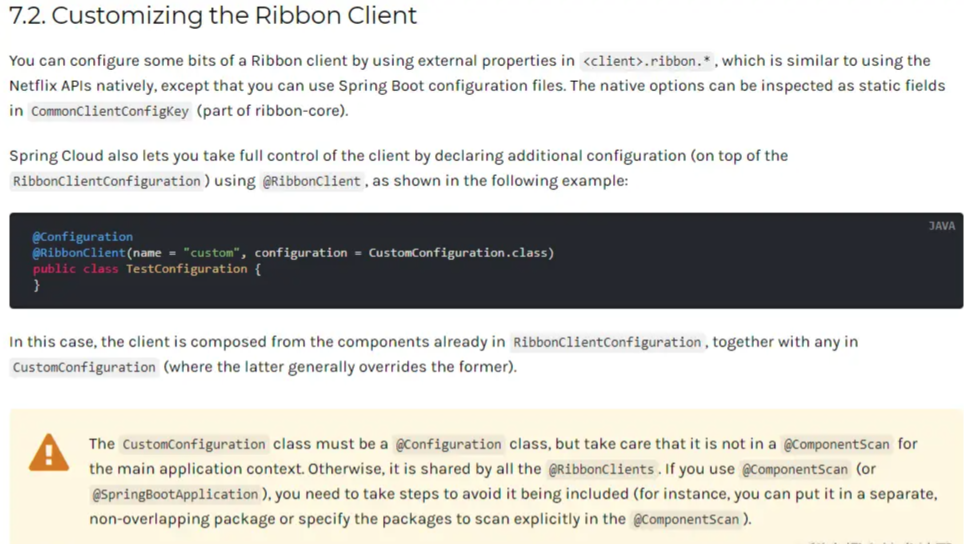 7.2. Customizing the Ribbon Client
You can configure some bits of a Ribbon client by using external properties in <client>.ribbon.*, which is similar to using the
Netflix APIs natively, except that you can use Spring Boot configuration files. The native options can be inspected as static fields
in CommonClientConfigKey (part of ribbon-core).
Spring Cloud also lets you take full control of the client by declaring additional configuration (on top of the
RibbonClientConfiguration) using @RibbonClient, as shown in the following example:
JAVA
@Configuration
@RibbonClient(name = "custom", configuration = CustomConfiguration.class)
public class TestConfiguration {
}
In this case, the client is composed from the components already in RibbonClientConfiguration, together with any in
CustomConfiguration (where the latter generally overrides the former).
The CustomConfiguration class must be a @Configuration class, but take care that it is not in a @ComponentScan for
the main application context. Otherwise, it is shared by all the @RibbonClients. If you use @ComponentScan (or
@SpringBootApplication), you need to take steps to avoid it being included (for instance, you can put it in a separate,
non-overlapping package or specify the packages to scan explicitly in the @ComponentScan).